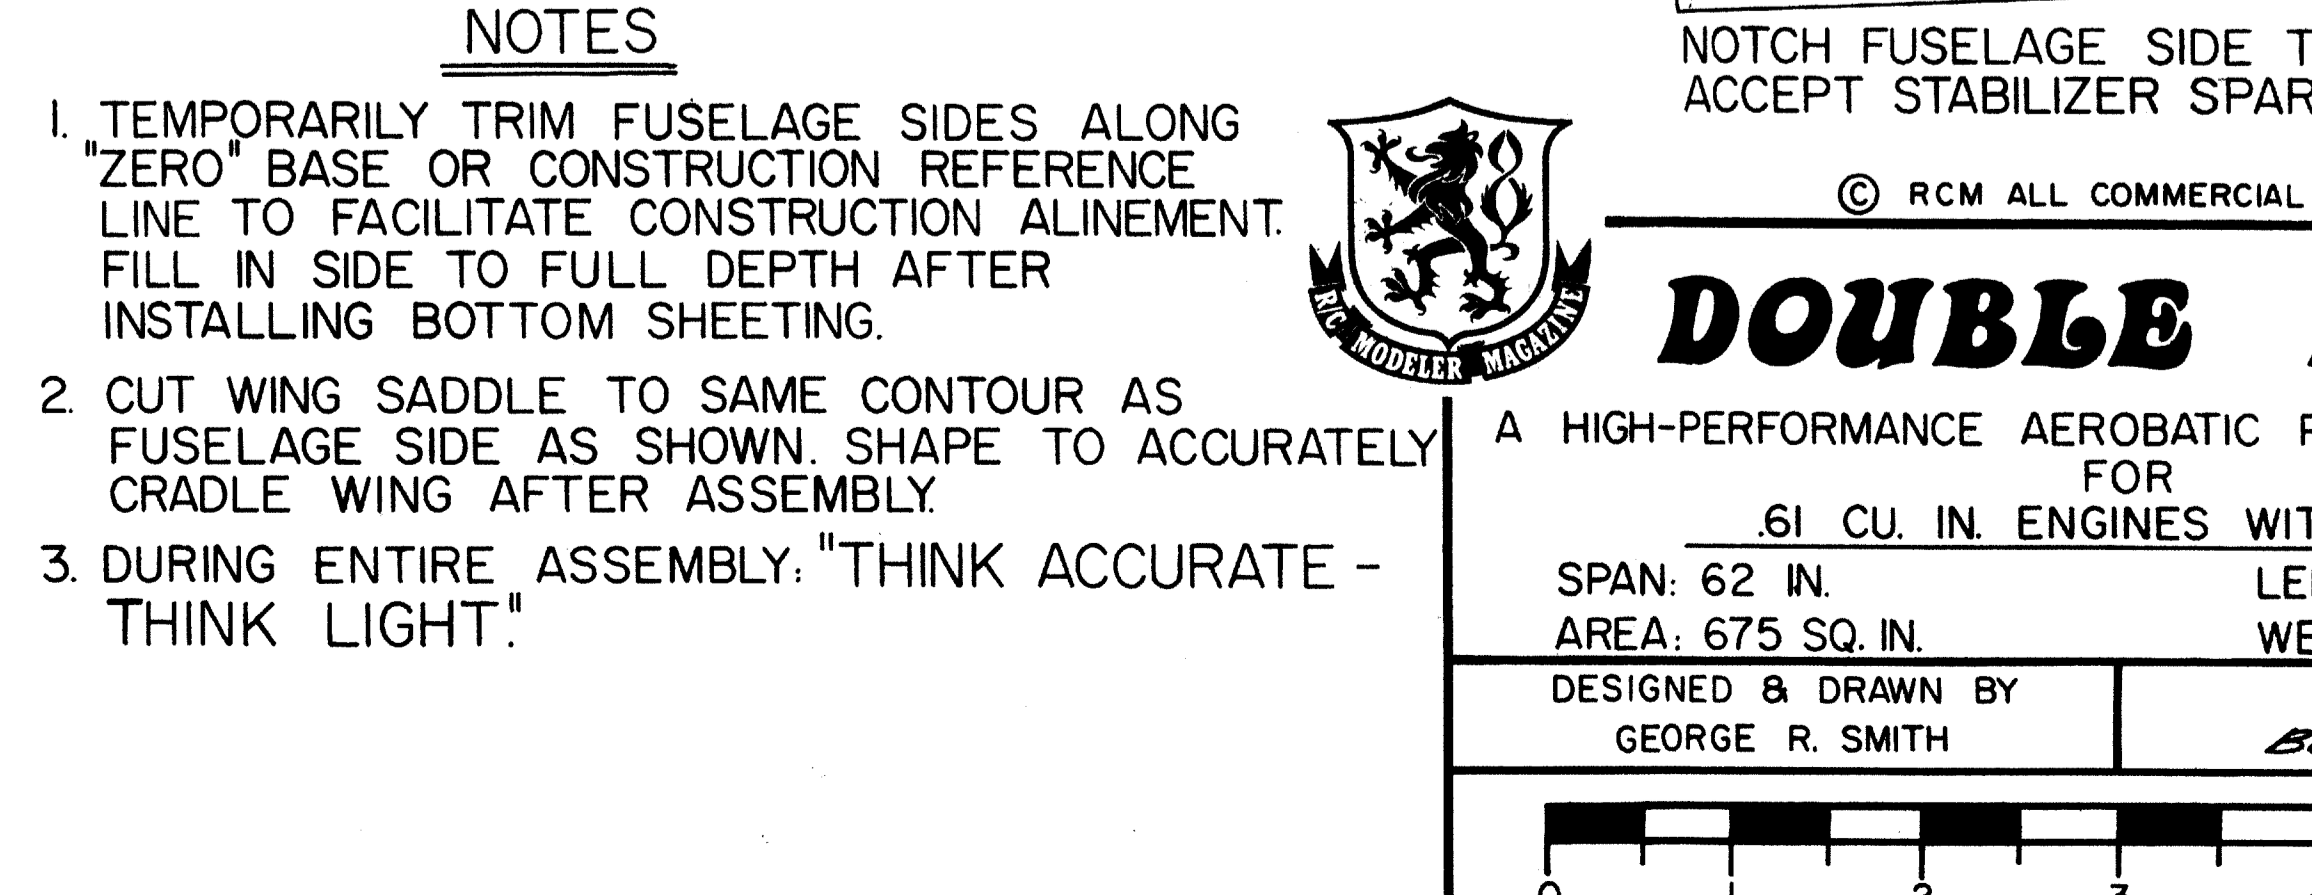 NOTES
1. TEMPORARILY TRIM FUSELAGE SIDES ALONG
"ZERO" BASE OR CONSTRUCTION REFERENCE
LINE TO FACILITATE CONSTRUCTION ALINEMENT.
FILL IN SIDE TO FULL DEPTH AFTER
INSTALLING BOTTOM SHEETING.
2. CUT WING SADDLE TO SAME CONTOUR AS
FUSELAGE SIDE AS SHOWN. SHAPE TO ACCURATELY
CRADLE WING AFTER ASSEMBLY.
3. DURING ENTIRE ASSEMBLY: "THINK ACCURATE -
THINK LIGHT."
NOTCH FUSELAGE SIDE T
ACCEPT STABILIZER SPAR
© RCM ALL COMMERCIAL
R/C MODELER MAGAZINE
DOUBLE
A HIGH-PERFORMANCE AEROBATIC
FOR
.61 CU. IN. ENGINES WIT
SPAN: 62 IN. LE
AREA: 675 SQ. IN. WE
DESIGNED & DRAWN BY
GEORGE R. SMITH
0 1 2 3